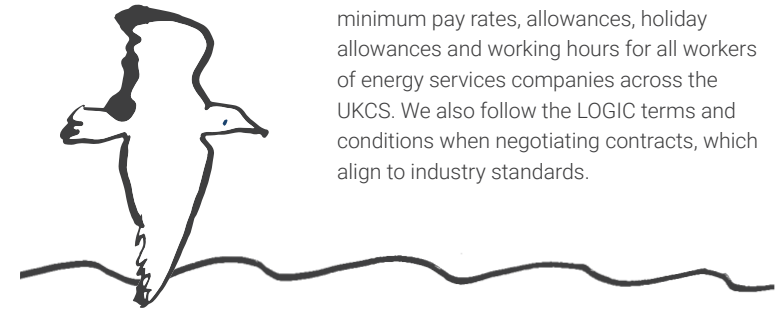 minimum pay rates, allowances, holiday
allowances and working hours for all workers
of energy services companies across the
UKCS. We also follow the LOGIC terms and
conditions when negotiating contracts, which
align to industry standards.